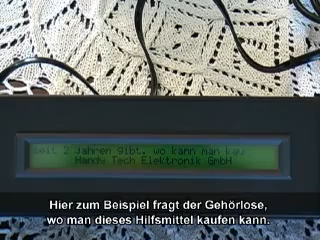 seit 2 Jahren gibt. wo kann man kau
Handy Tech Elektronik GmbH
Hier zum Beispiel fragt der Gehörlose,
wo man dieses Hilfsmittel kaufen kann.